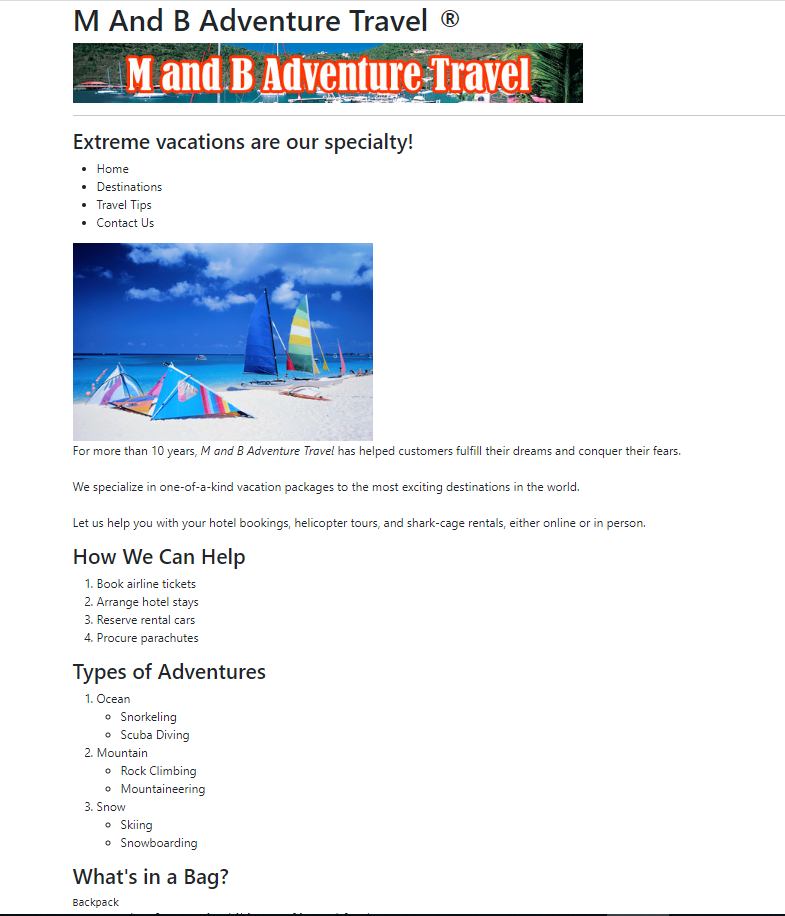 M And B Adventure Travel ®
M and B Adventure Travel
Extreme vacations are our specialty!
• Home
• Destinations
• Travel Tips
• Contact Us
For more than 10 years, M and B Adventure Travel has helped customers fulfill their dreams and conquer their fears.
We specialize in one-of-a-kind vacation packages to the most exciting destinations in the world.
Let us help you with your hotel bookings, helicopter tours, and shark-cage rentals, either online or in person.
How We Can Help
1. Book airline tickets
2. Arrange hotel stays
3. Reserve rental cars
4. Procure parachutes
Types of Adventures
1. Ocean
◦ Snorkeling
◦ Scuba Diving
2. Mountain
◦ Rock Climbing
◦ Mountaineering
3. Snow
◦ Skiing
◦ Snowboarding
What's in a Bag?
Backpack